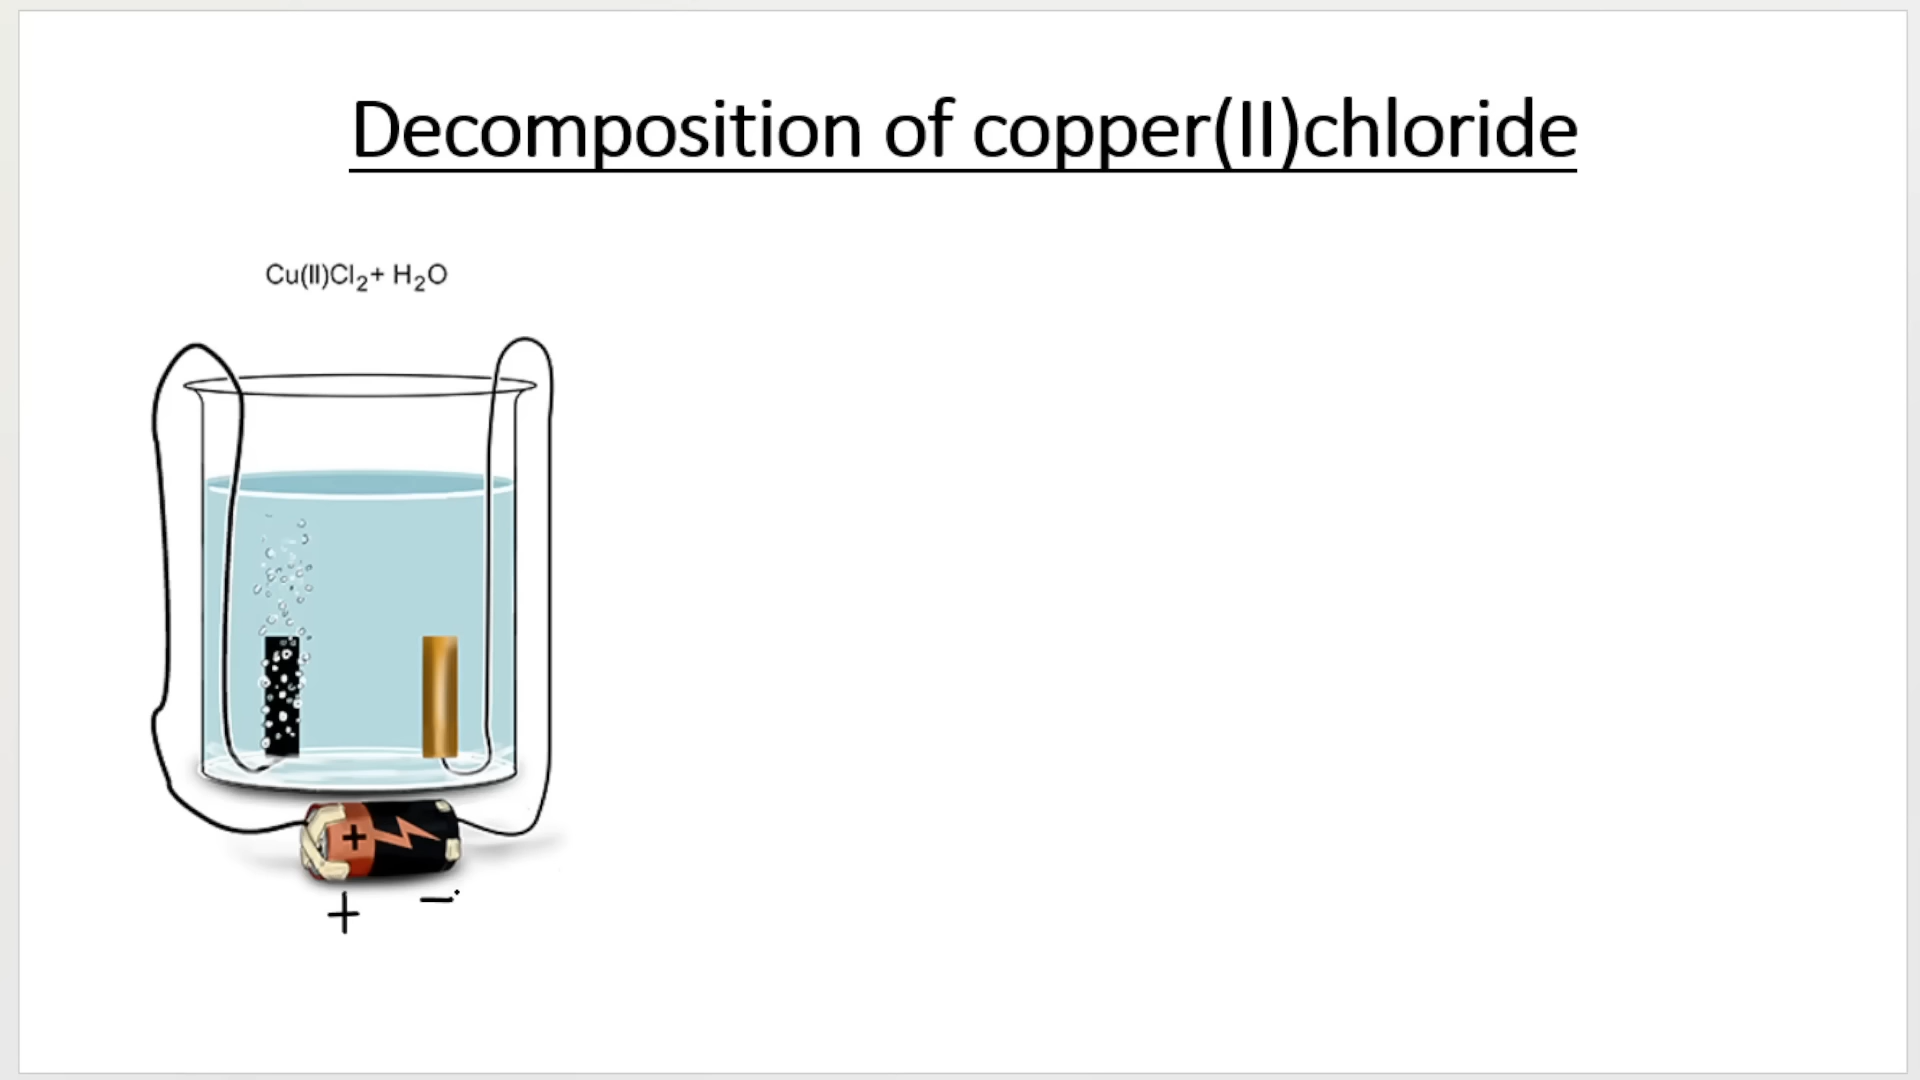 Decomposition of copper(II)chloride
Cu(II)Cl₂+ H₂O
+
+ −